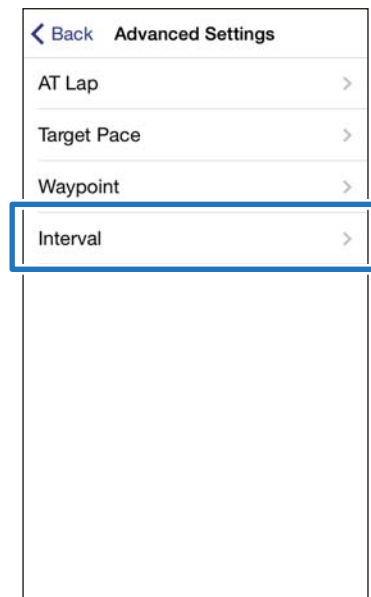 Back Advanced Settings
AT Lap
Target Pace
Waypoint
Interval